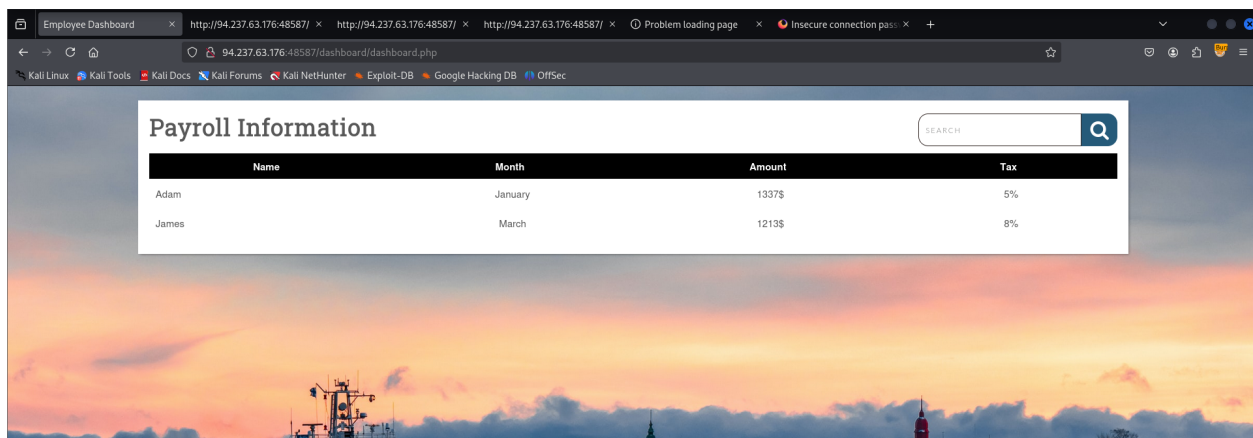 Employee Dashboard × http://94.237.63.176:48587/ × http://94.237.63.176:48587/ × http://94.237.63.176:48587/ × Problem loading page × Insecure connection pass × +
94.237.63.176:48587/dashboard/dashboard.php
Kali Linux Kali Tools Kali Docs Kali Forums Kali NetHunter Exploit-DB Google Hacking DB OffSec
Payroll Information
SEARCH
Name Month Amount Tax
Adam January 1337$ 5%
James March 1213$ 8%